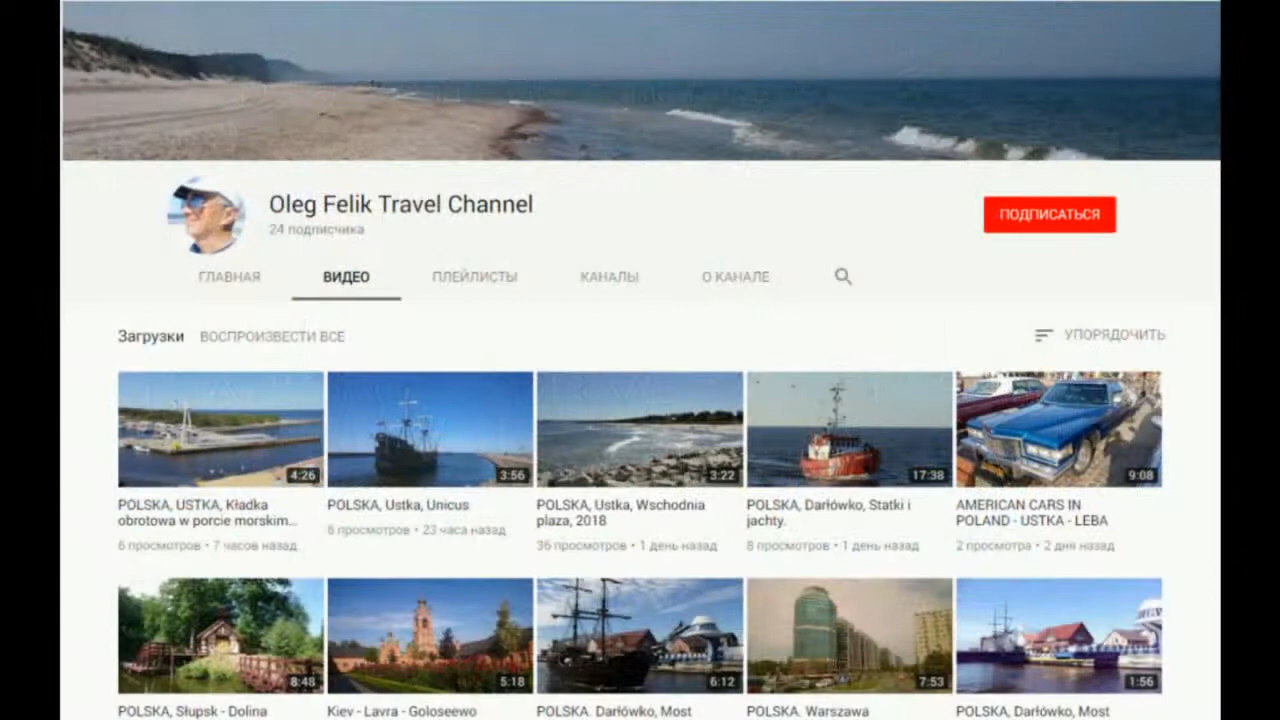 Oleg Felik Travel Channel
24 подписчика
ПОДПИСАТЬСЯ
ГЛАВНАЯ ВИДЕО ПЛЕЙЛИСТЫ КАНАЛЫ О КАНАЛЕ
Загрузки ВОСПРОИЗВЕСТИ ВСЕ УПОРЯДОЧИТЬ
4:26 3:56 3:22 17:38 9:08
POLSKA, USTKA, Kładka
obrotowa w porcie morskim...
6 просмотров • 7 часов назад
POLSKA, Ustka, Unicus
6 просмотров • 23 часа назад
POLSKA, Ustka, Wschodnia
plaza, 2018
36 просмотров • 1 день назад
POLSKA, Darłówko, Statki i
jachty.
8 просмотров • 1 день назад
AMERICAN CARS IN
POLAND - USTKA - LEBA
2 просмотра • 2 дня назад
8:48 5:18 6:12 7:53 1:56
POLSKA, Słupsk - Dolina
Kiev - Lavra - Goloseewo
POLSKA. Darłówko, Most
POLSKA. Warszawa
POLSKA, Darłówko, Most